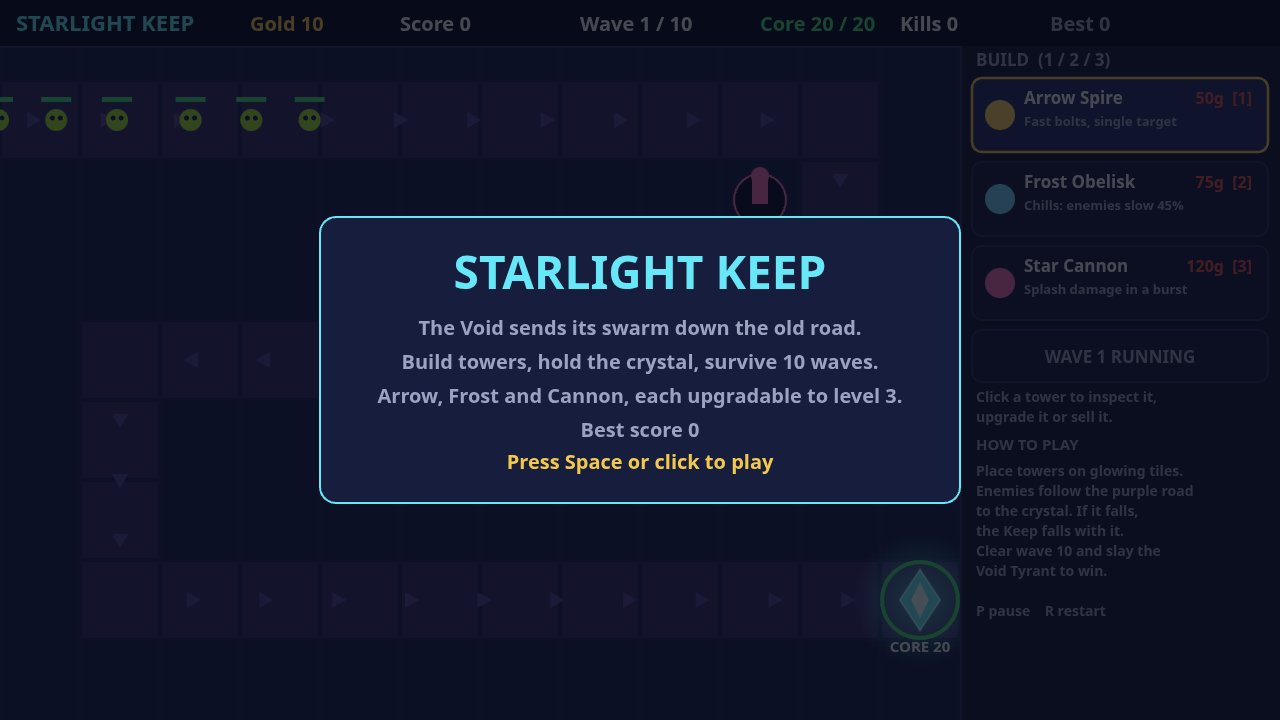 STARLIGHT KEEP Gold 10 Score 0 Wave 1 / 10 Core 20 / 20 Kills 0 Best 0
BUILD (1 / 2 / 3)
Arrow Spire 50g [1]
Fast bolts, single target
Frost Obelisk 75g [2]
Chills: enemies slow 45%
Star Cannon 120g [3]
Splash damage in a burst
WAVE 1 RUNNING
Click a tower to inspect it,
upgrade it or sell it.
HOW TO PLAY
Place towers on glowing tiles.
Enemies follow the purple road
to the crystal. If it falls,
the Keep falls with it.
Clear wave 10 and slay the
Void Tyrant to win.
P pause R restart
STARLIGHT KEEP
The Void sends its swarm down the old road.
Build towers, hold the crystal, survive 10 waves.
Arrow, Frost and Cannon, each upgradable to level 3.
Best score 0
Press Space or click to play
CORE 20